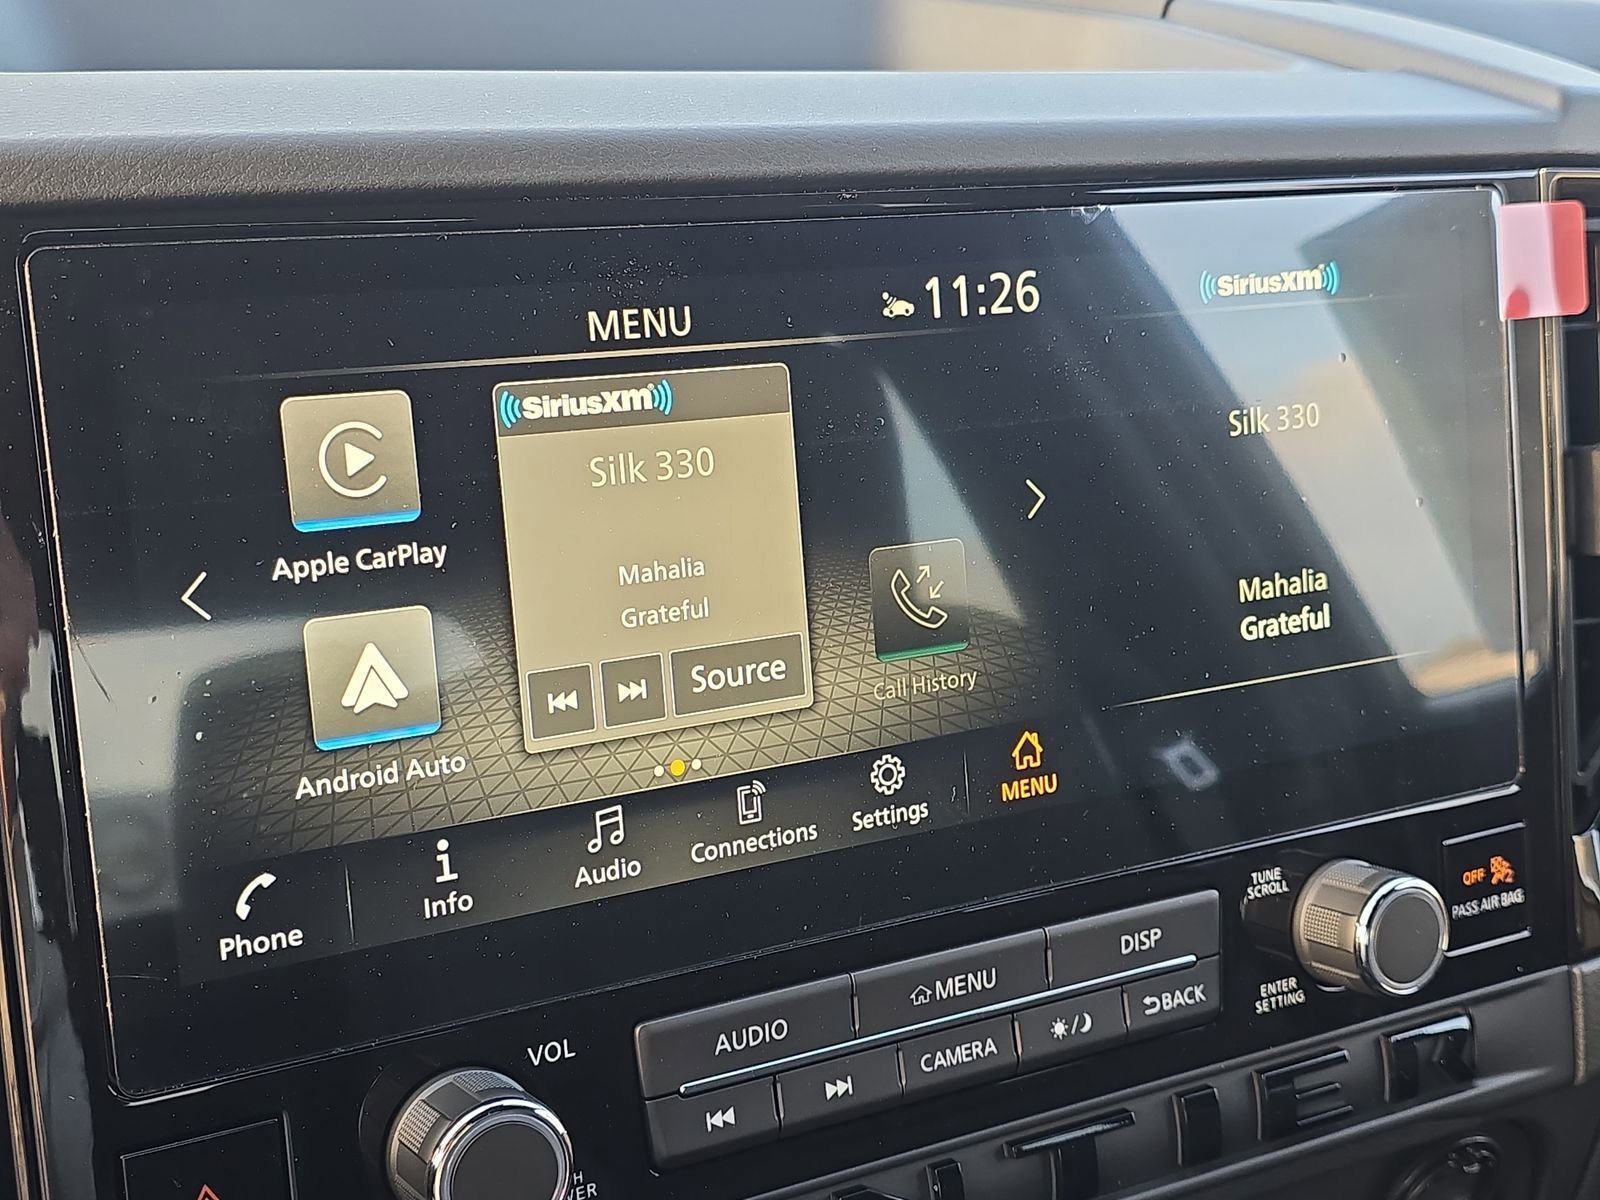 MENU
11:26
SiriusXM
SiriusXM
Silk 330
Silk 330
Apple CarPlay
Mahalia
Grateful
Mahalia
Grateful
Source
Call History
Android Auto
Phone
Info
Audio
Connections
Settings
MENU
TUNE
SCROLL
OFF
PASS AIR BAG
ENTER
SETTING
VOL
AUDIO
MENU
DISP
CAMERA
BACK
TIER